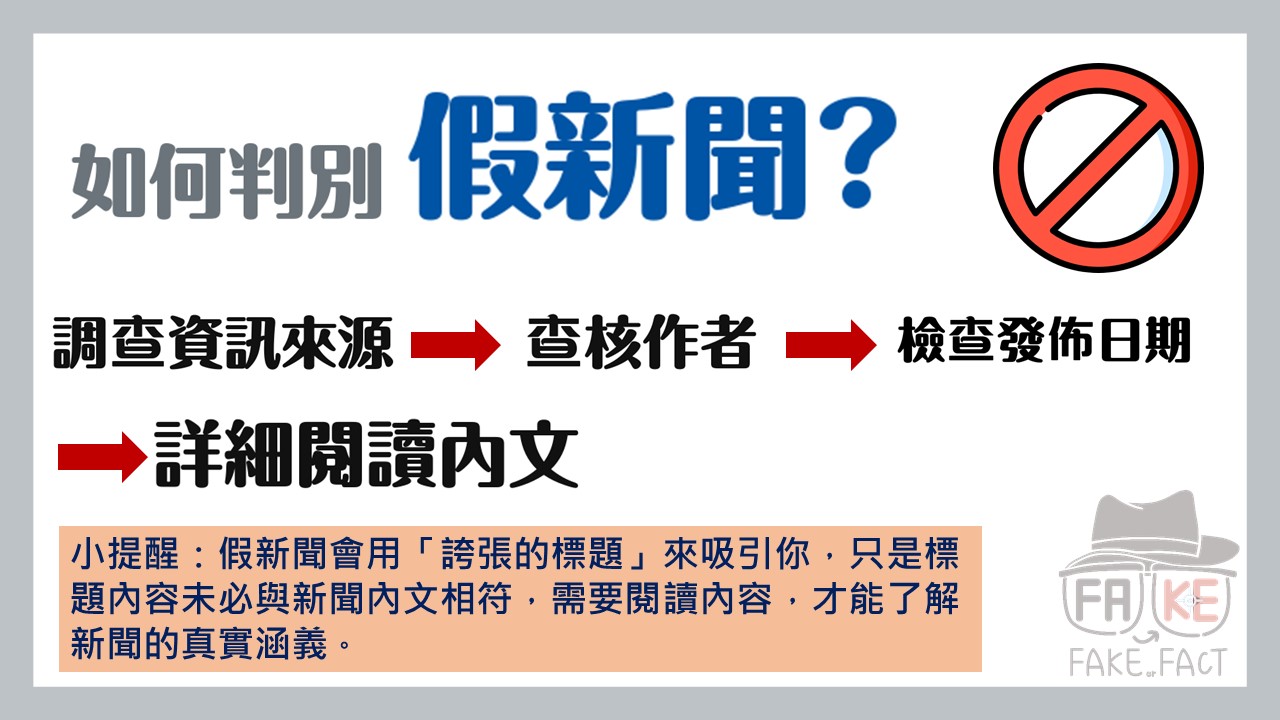 如何判別 假新聞?
調查資訊來源 查核作者 檢查發佈日期
詳細閱讀內文
小提醒：假新聞會用「誇張的標題」來吸引你，只是標
題內容未必與新聞內文相符，需要閱讀內容，才能了解
新聞的真實涵義。
FAKE
FAKE or FACT